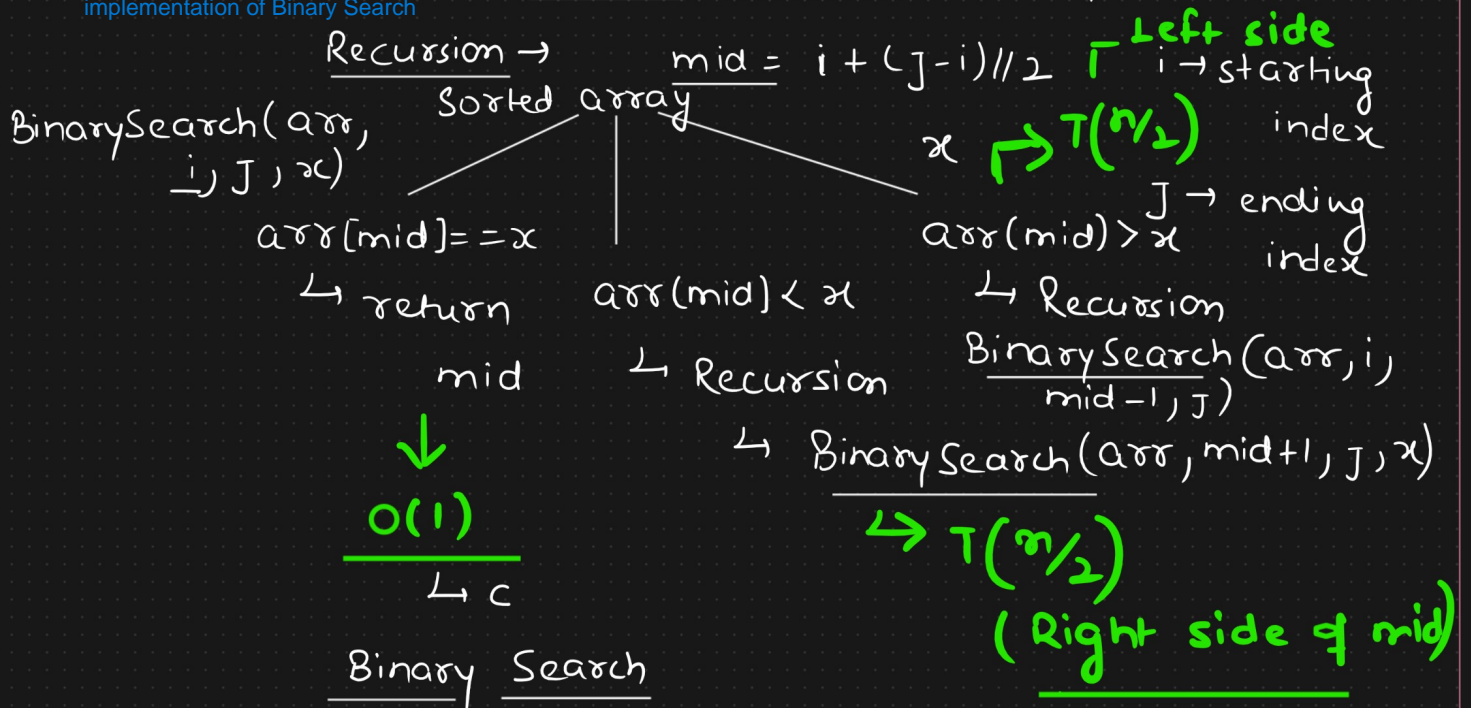 implementation of Binary Search
Recursion →
mid = i + (J-i)//2
Left side
i → starting
index
Sorted array
BinarySearch(arr,
i, J, x)
x
T(n/2)
J → ending
index
arr[mid]==x
↳ return
mid
↓
O(1)
↳ c
arr(mid] < x
↳ Recursion
↳ BinarySearch(arr, mid+1, J, x)
↳ T(n/2)
(Right side of mid)
arr(mid) > x
↳ Recursion
BinarySearch(arr, i,
mid-1, J)
Binary Search